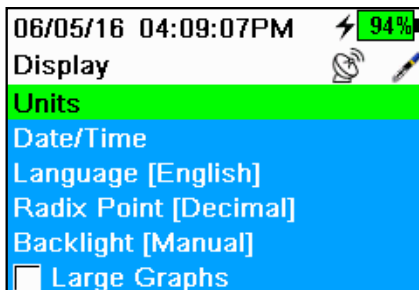 06/05/16 04:09:07PM 94%
Display
Units
Date/Time
Language [English]
Radix Point [Decimal]
Backlight [Manual]
Large Graphs